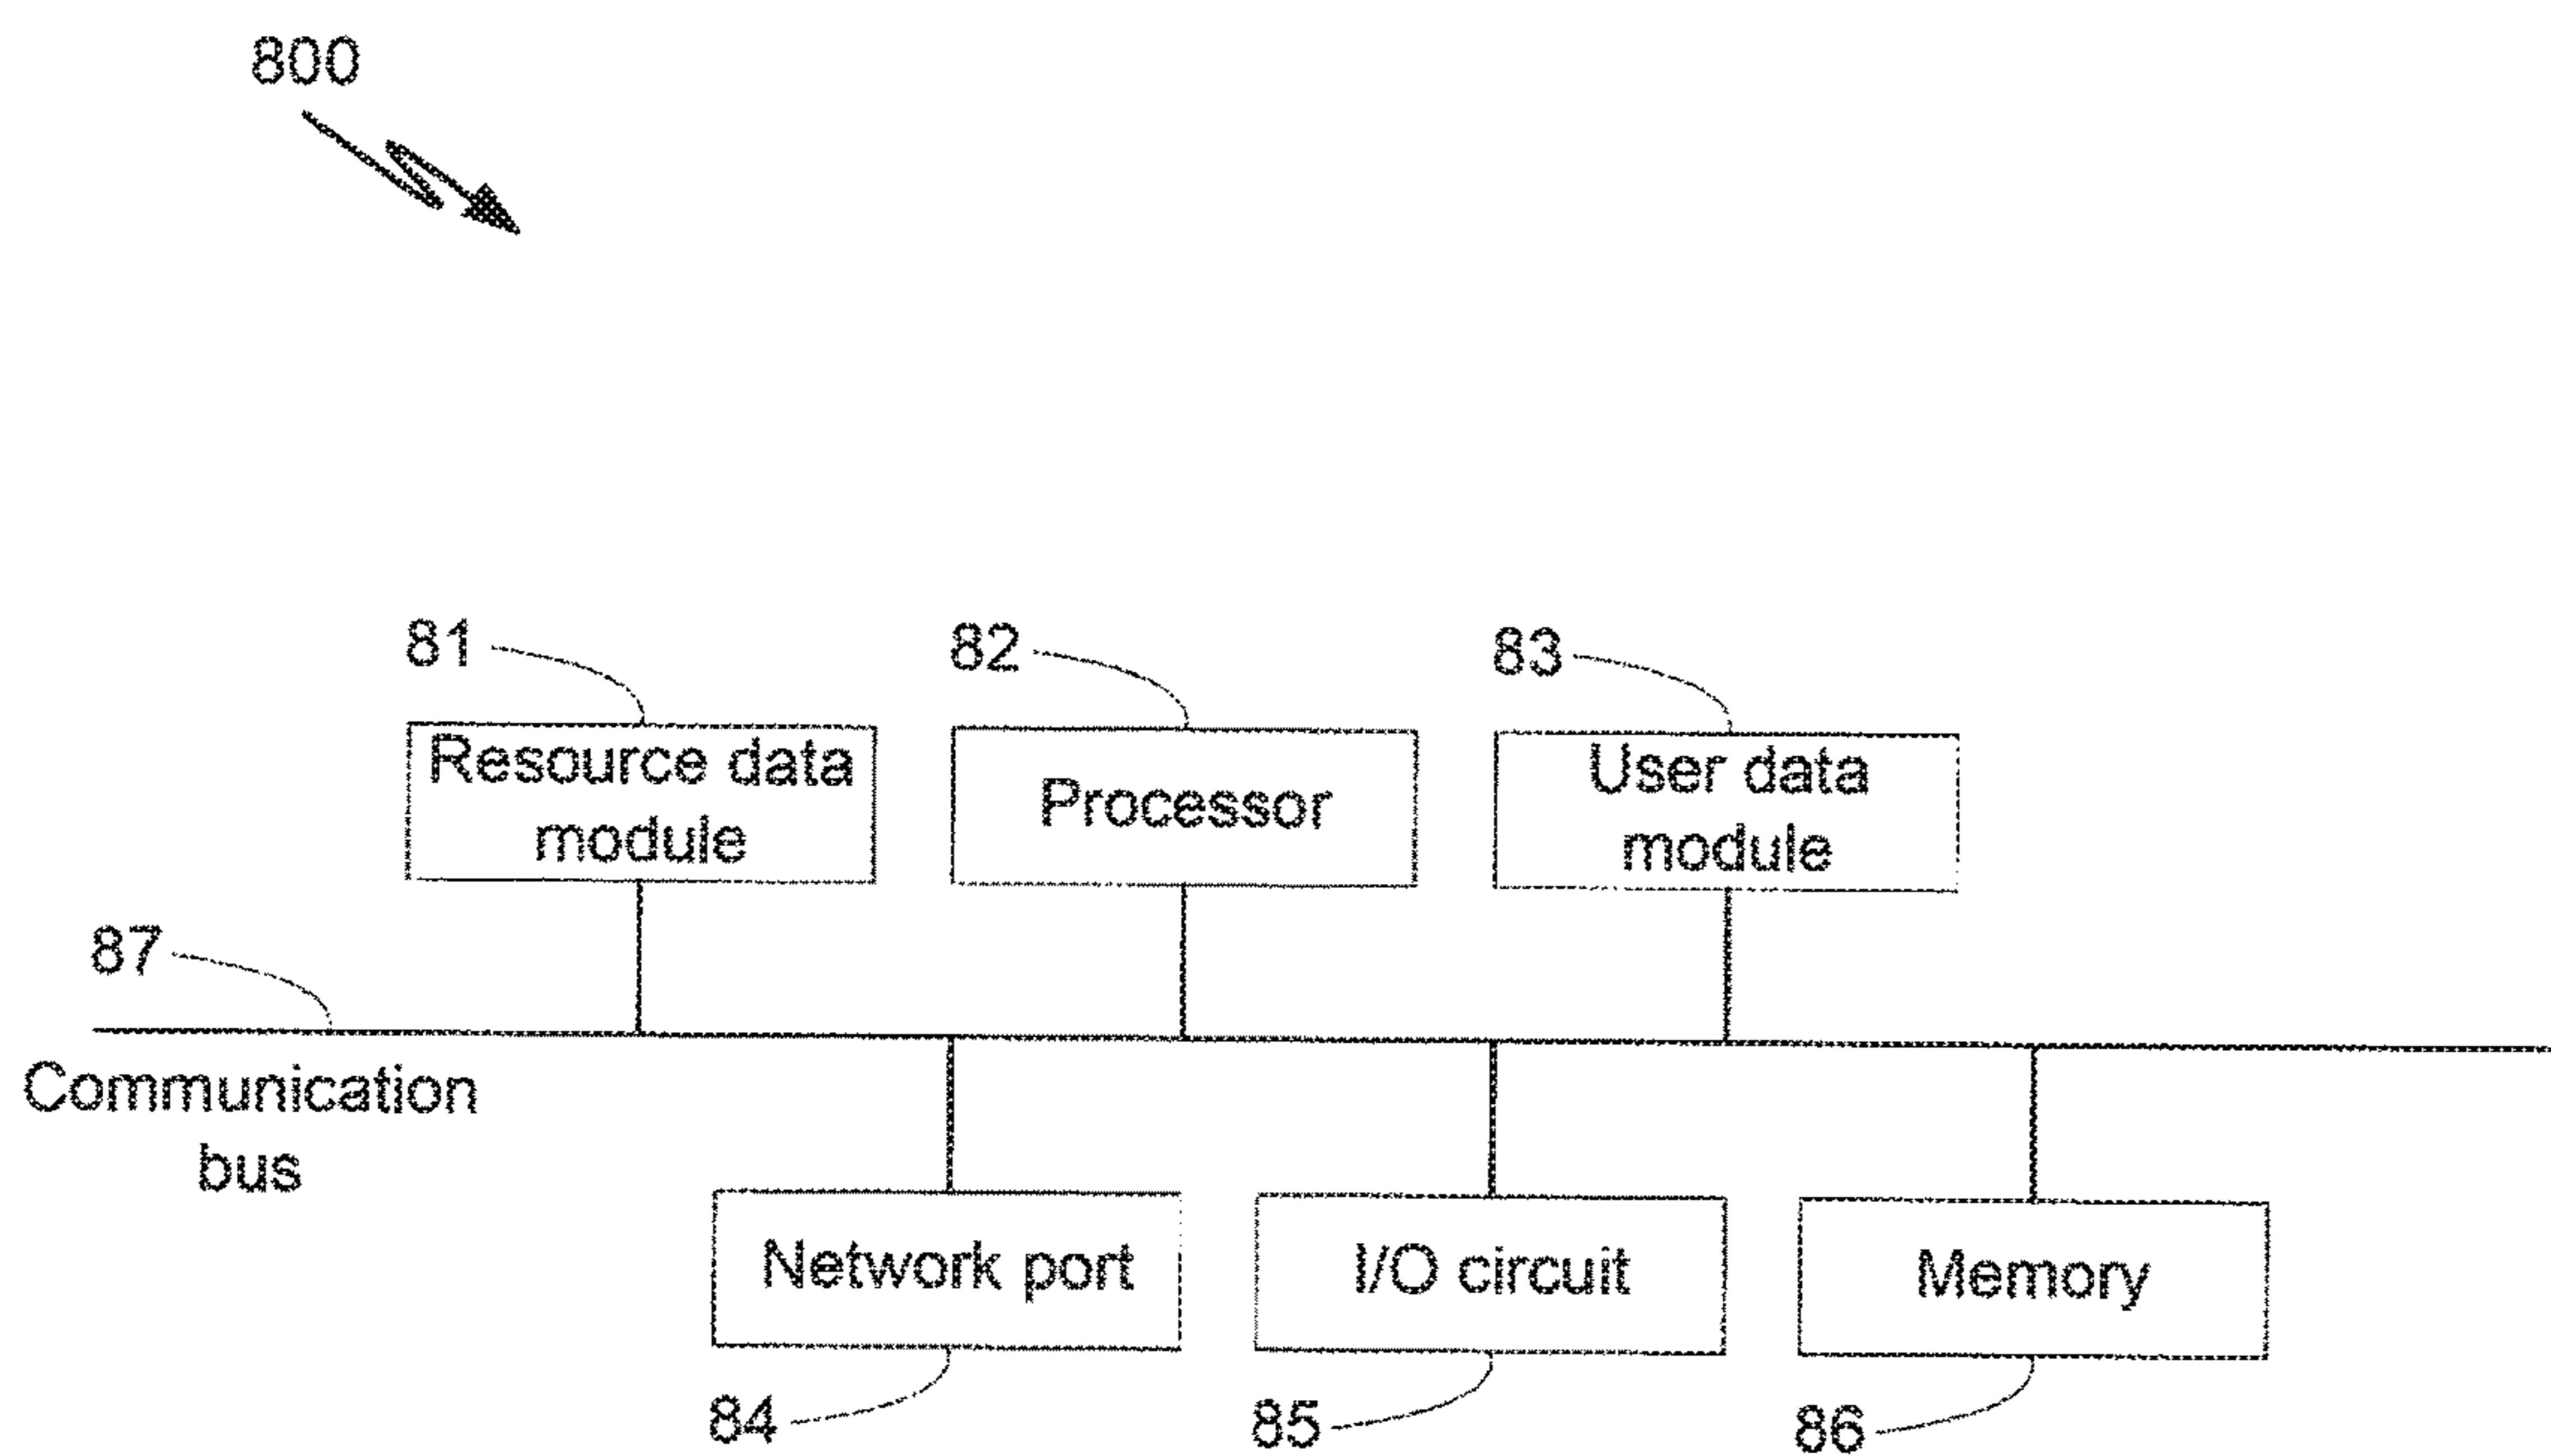 800
81
82
83
Resource data
module
Processor
User data
module
87
Communication
bus
Network port
I/O circuit
Memory
84
85
86